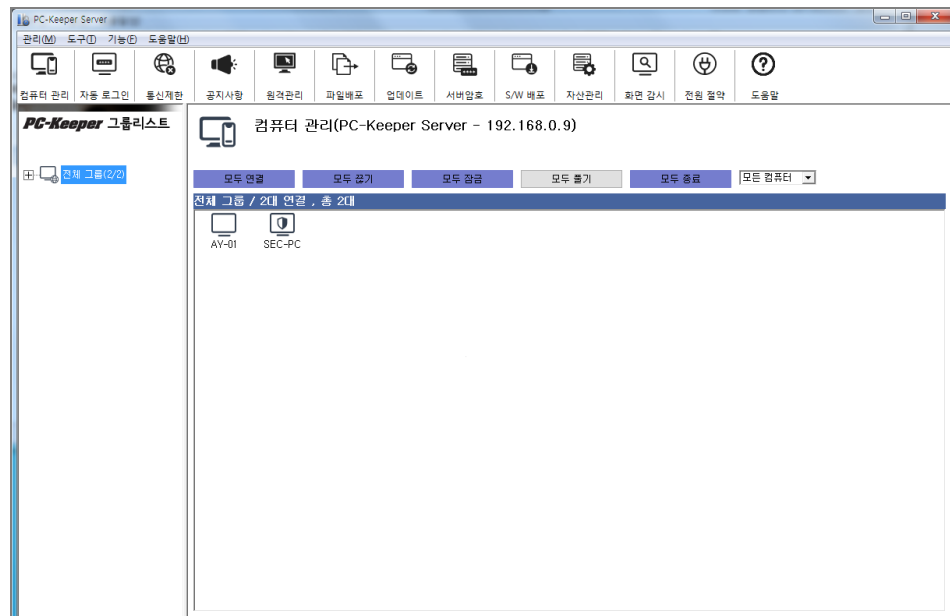 PC-Keeper Server
관리(M) 도구(T) 기능(F) 도움말(H)
컴퓨터 관리 자동 로그인 통신제한 공지사항 원격관리 파일배포 업데이트 서버암호 S/W 배포 자산관리 화면 감시 전원 절약 도움말
PC-Keeper 그룹리스트
컴퓨터 관리(PC-Keeper Server - 192.168.0.9)
전체 그룹(2/2)
모두 연결 모두 끊기 모두 잠금 모두 풀기 모두 종료 모든 컴퓨터
전체 그룹 / 2대 연결 , 총 2대
AY-01 SEC-PC